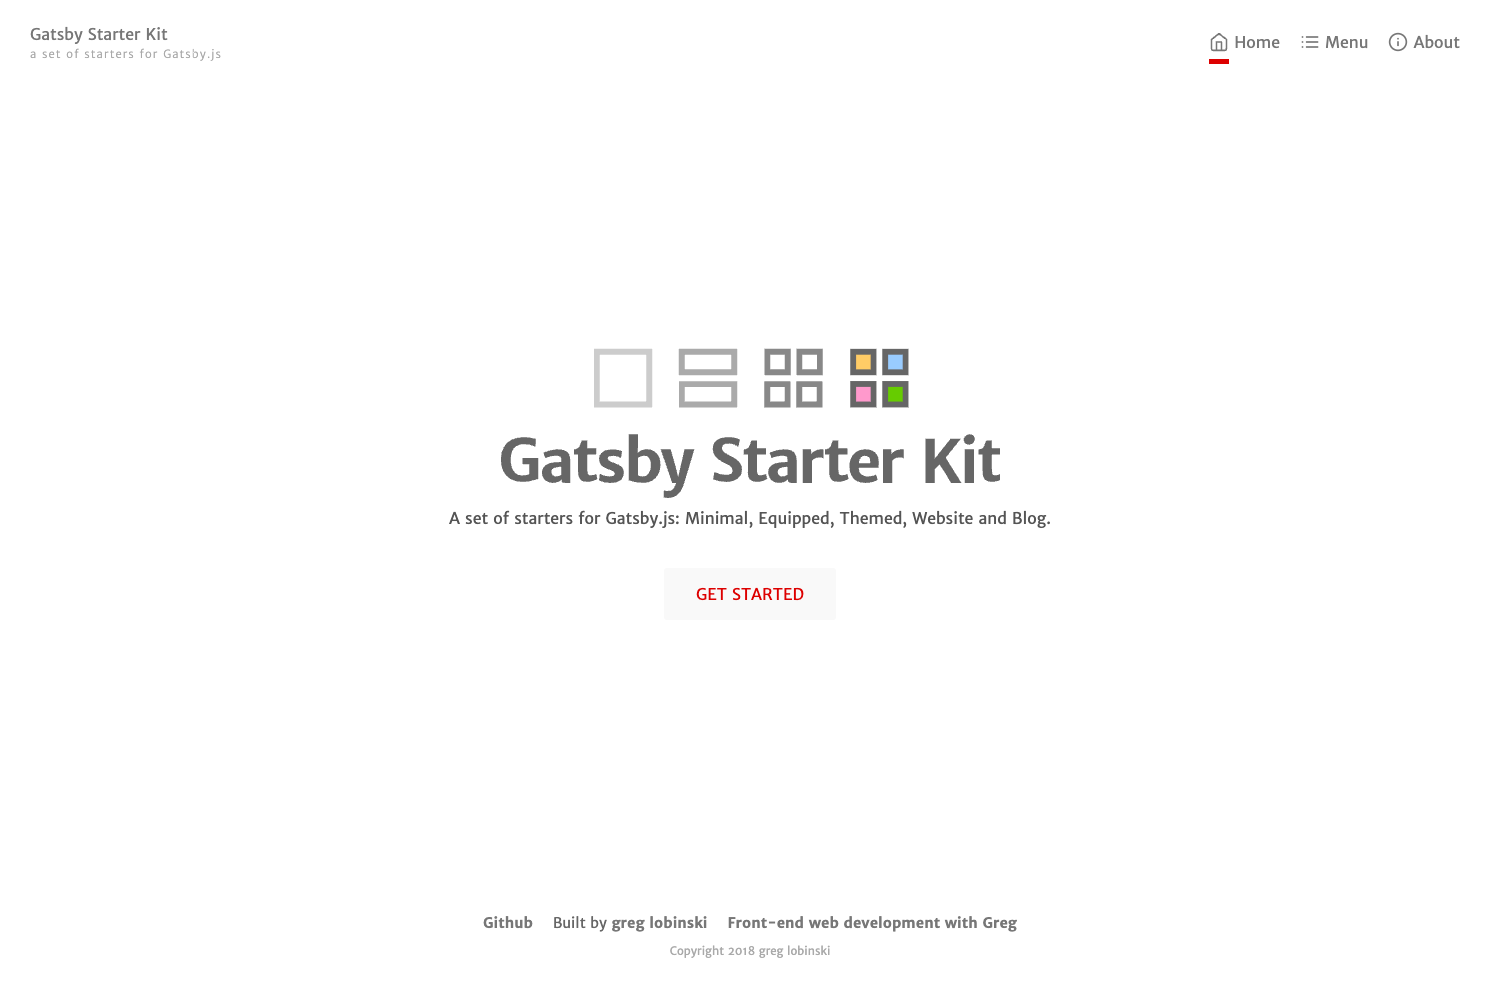 Gatsby Starter Kit
a set of starters for Gatsby.js
Home Menu About
Gatsby Starter Kit
A set of starters for Gatsby.js: Minimal, Equipped, Themed, Website and Blog.
GET STARTED
Github Built by greg lobinski Front-end web development with Greg
Copyright 2018 greg lobinski